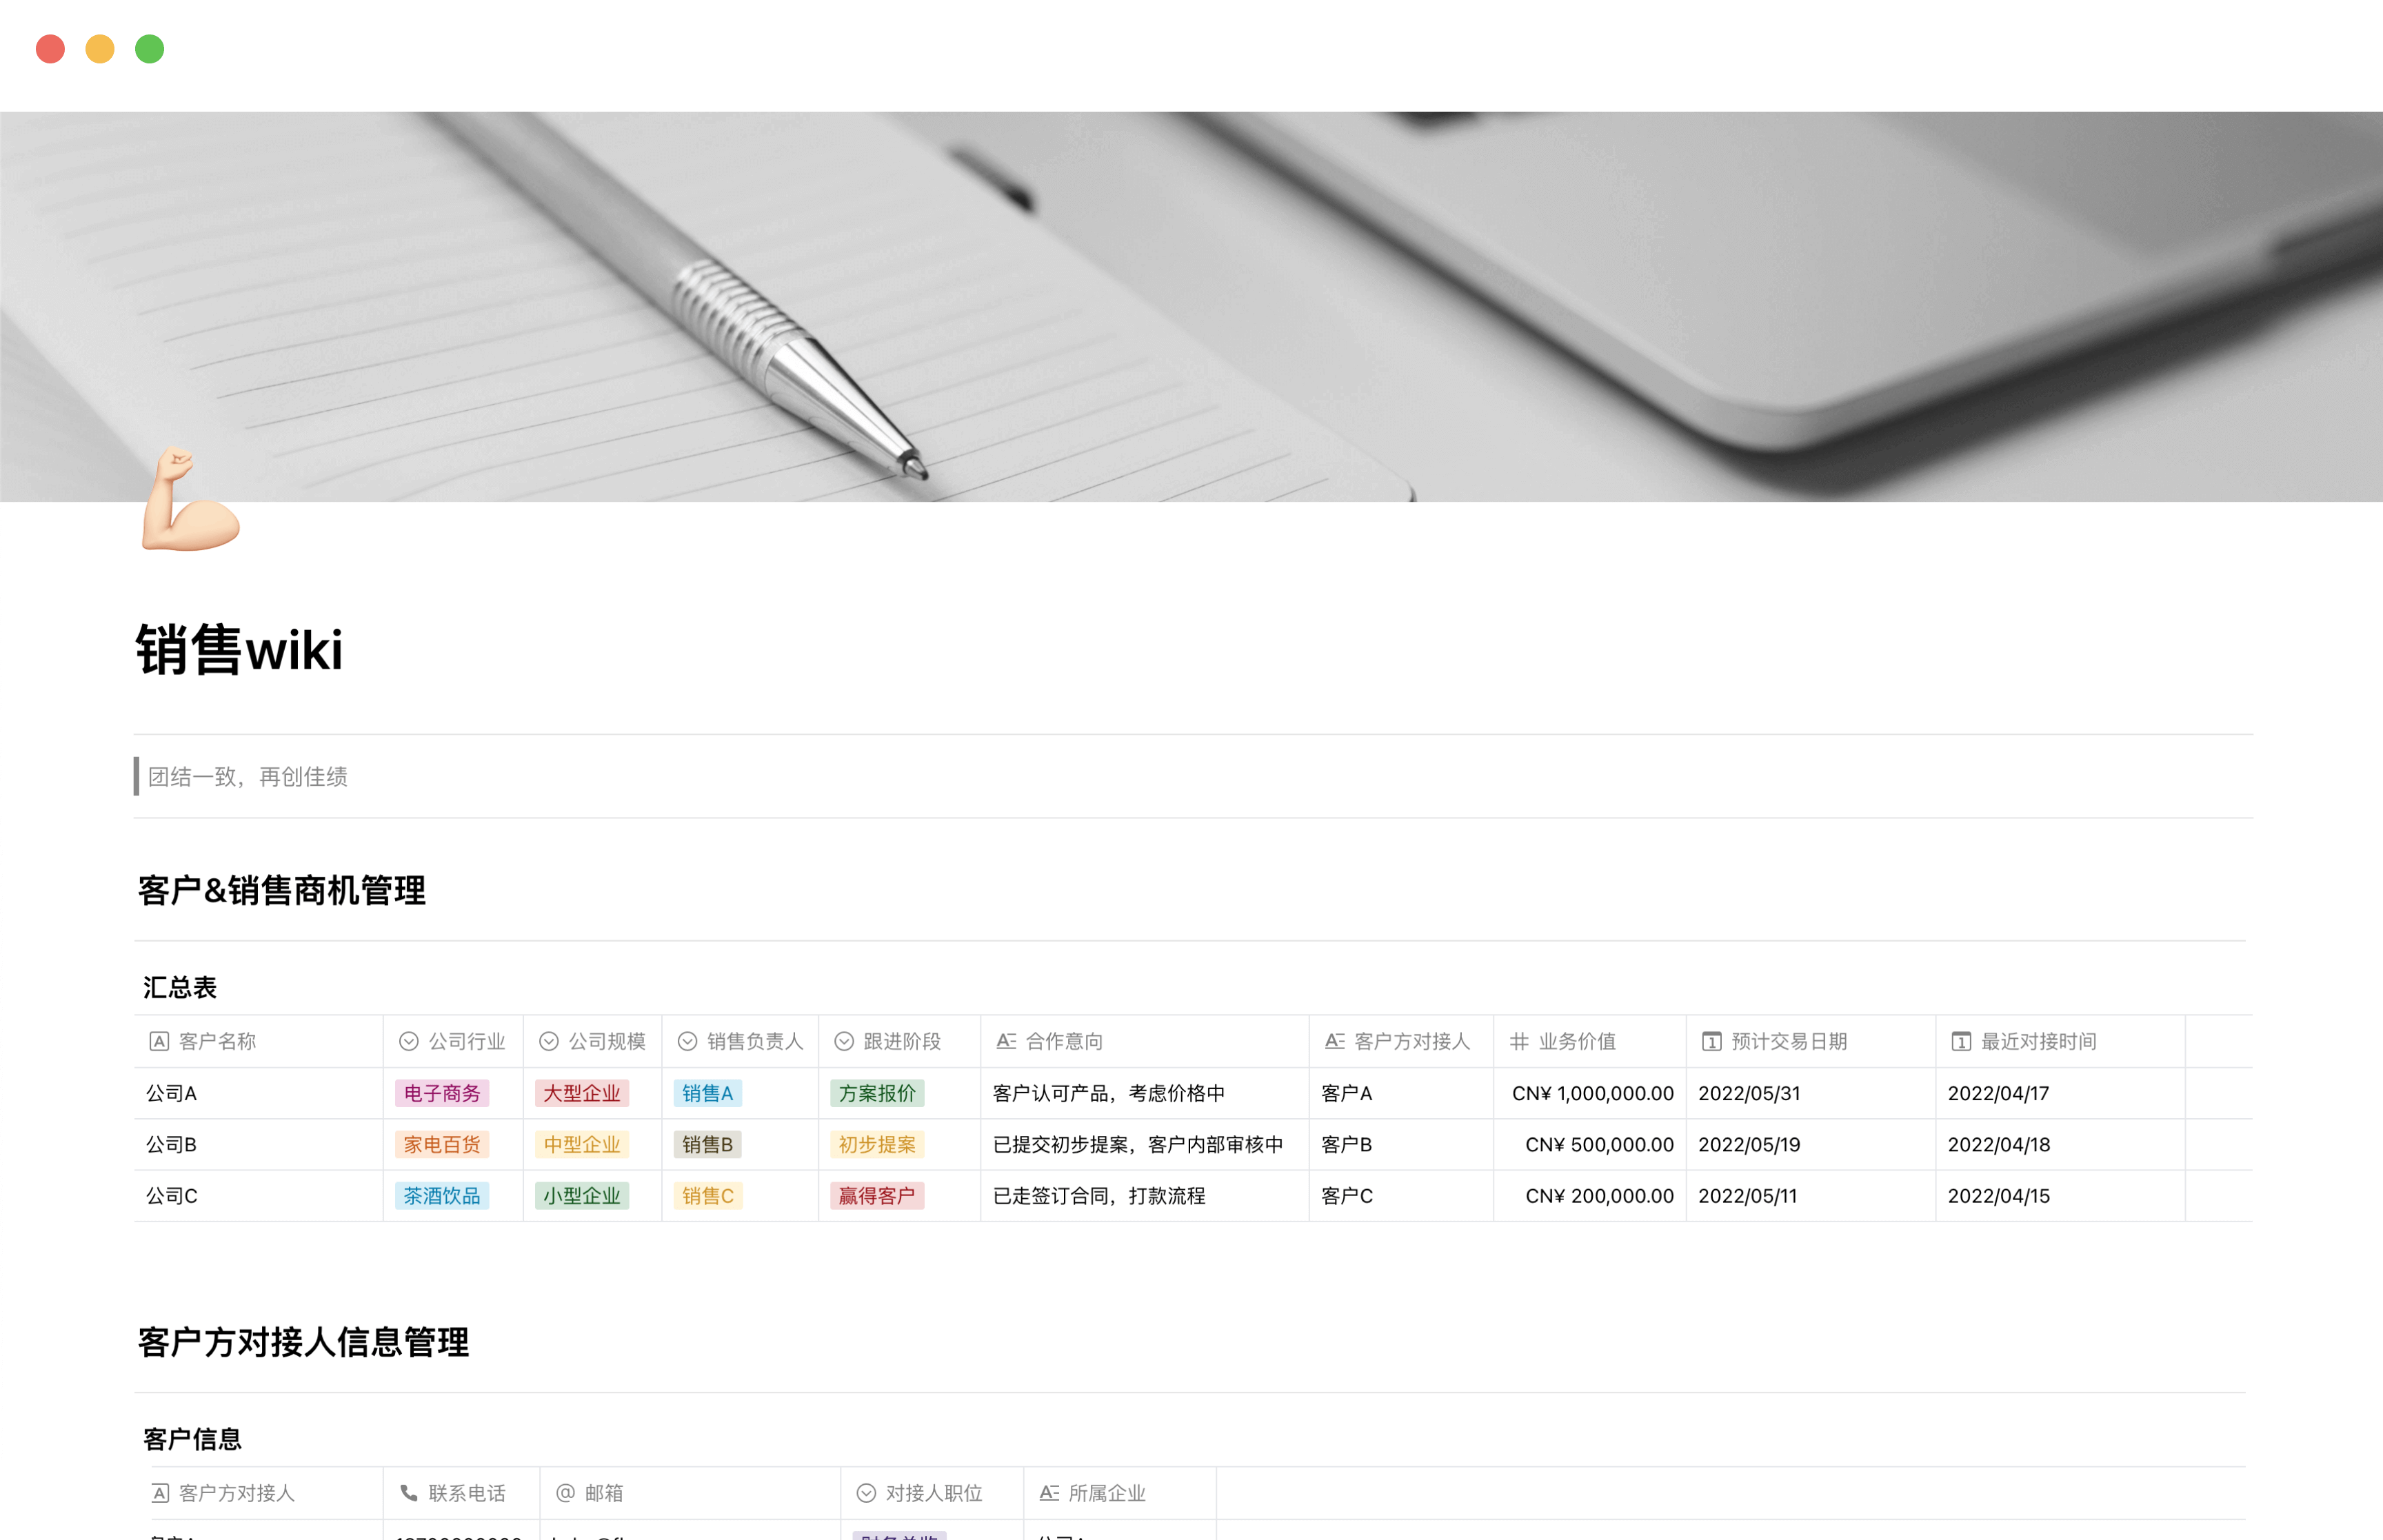 销售wiki
团结一致，再创佳绩
客户&销售商机管理
汇总表
客户名称 公司行业 公司规模 销售负责人 跟进阶段 合作意向 客户方对接人 业务价值 预计交易日期 最近对接时间
公司A 电子商务 大型企业 销售A 方案报价 客户认可产品，考虑价格中 客户A CN¥ 1,000,000.00 2022/05/31 2022/04/17
公司B 家电百货 中型企业 销售B 初步提案 已提交初步提案，客户内部审核中 客户B CN¥ 500,000.00 2022/05/19 2022/04/18
公司C 茶酒饮品 小型企业 销售C 赢得客户 已走签订合同，打款流程 客户C CN¥ 200,000.00 2022/05/11 2022/04/15
客户方对接人信息管理
客户信息
客户方对接人 联系电话 邮箱 对接人职位 所属企业